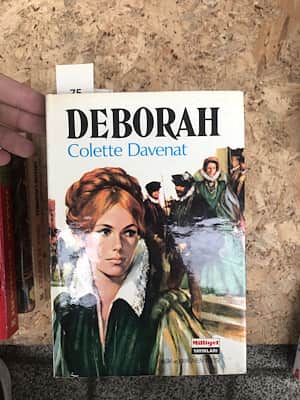 75
DEBORAH
Colette Davenat
Milliyet
YAYINLARI